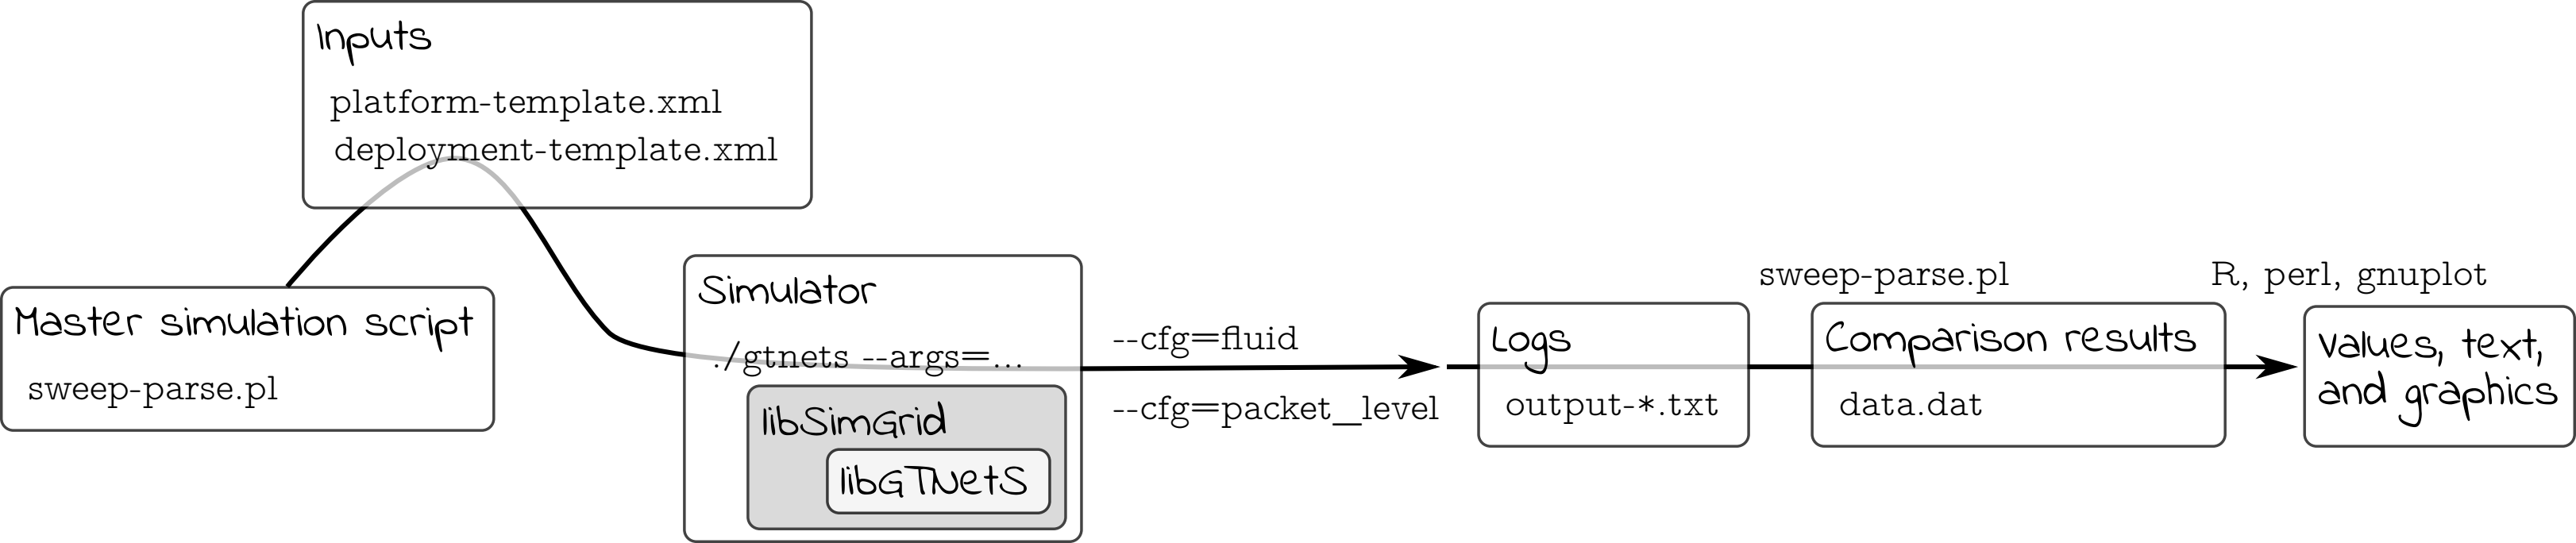 Inputs
platform-template.xml
deployment-template.xml
Master simulation script
sweep-parse.pl
Simulator
./gtnets --args=...
libSimGrid
libGTNetS
--cfg=fluid
--cfg=packet_level
Logs
output-*.txt
sweep-parse.pl
Comparison results
data.dat
R, perl, gnuplot
Values, text,
and graphics